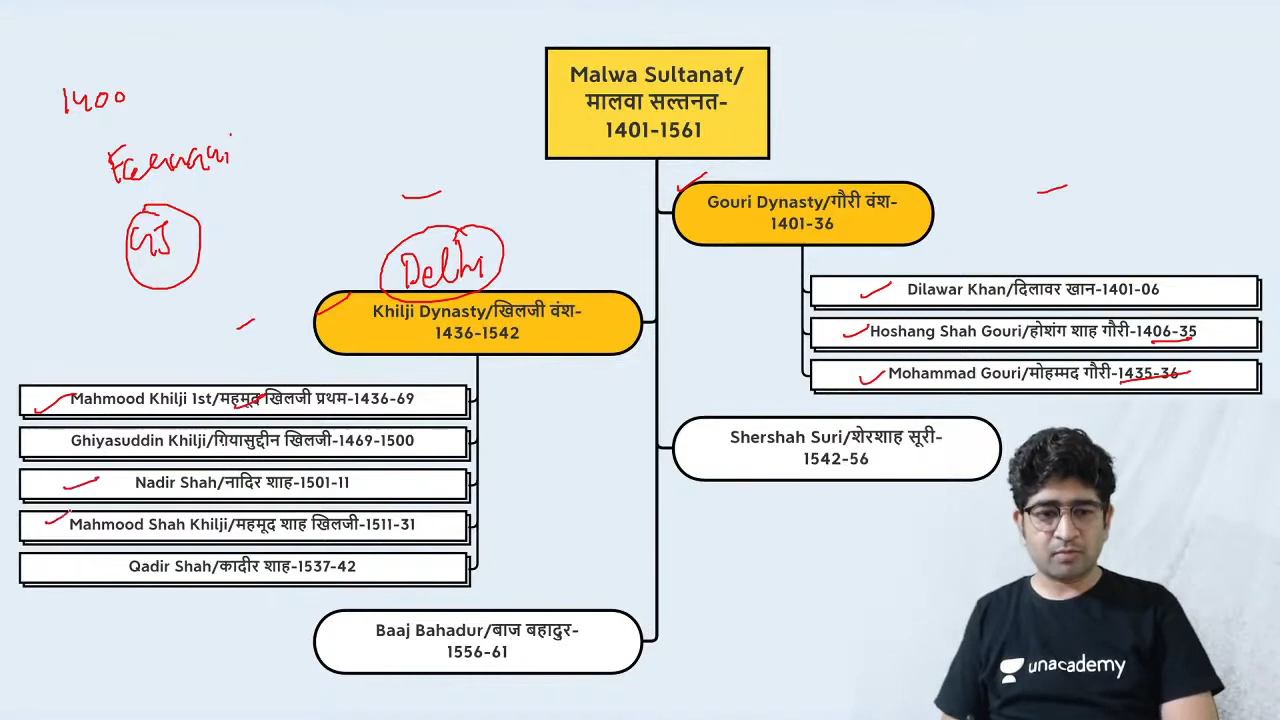 Malwa Sultanat/
मालवा सल्तनत-
1401-1561
1400
Gouri Dynasty/गौरी वंश-
1401-36
GJ
Delhi
Dilawar Khan/दिलावर खान-1401-06
Hoshang Shah Gouri/होशंग शाह गौरी-1406-35
Mohammad Gouri/मोहम्मद गौरी-1435-36
Khilji Dynasty/खिलजी वंश-
1436-1542
Mahmood Khilji 1st/महमूद खिलजी प्रथम-1436-69
Ghiyasuddin Khilji/गियासुद्दीन खिलजी-1469-1500
Nadir Shah/नादिर शाह-1501-11
Mahmood Shah Khilji/महमूद शाह खिलजी-1511-31
Qadir Shah/कादीर शाह-1537-42
Shershah Suri/शेरशाह सूरी-
1542-56
Baaj Bahadur/बाज बहादुर-
1556-61
unacademy